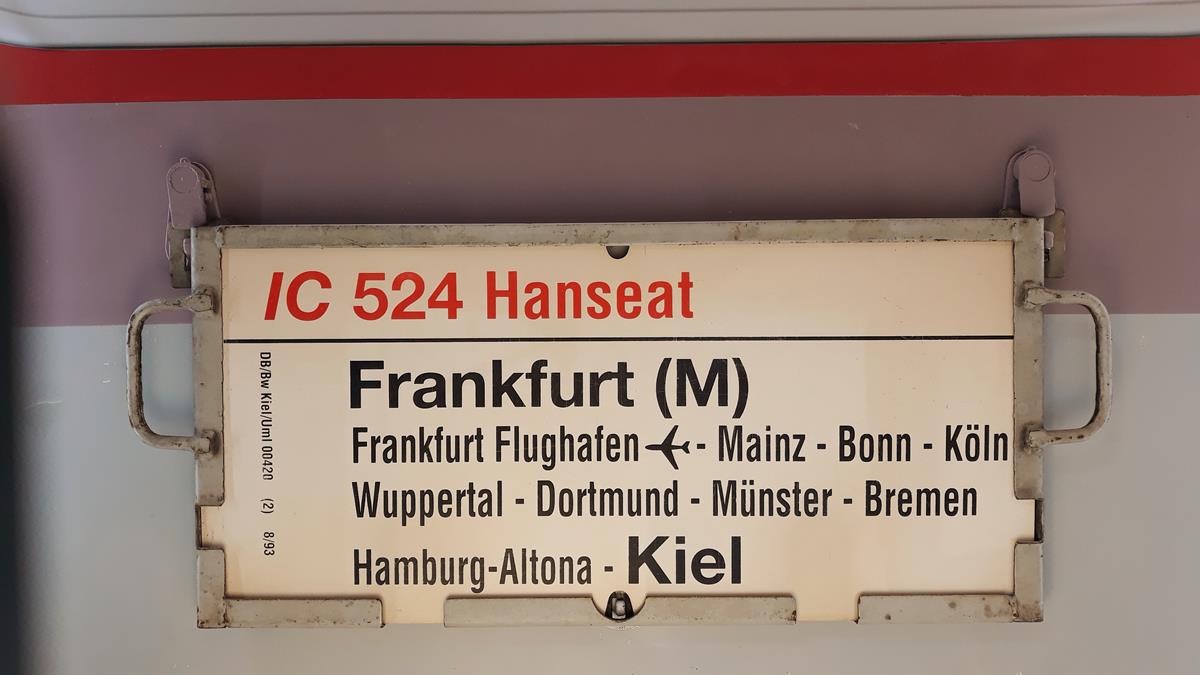 IC 524 Hanseat
DB/Bw Kiel/Uml 00420 (2) 8/93
Frankfurt (M)
Frankfurt Flughafen ✈ - Mainz - Bonn - Köln
Wuppertal - Dortmund - Münster - Bremen
Hamburg-Altona - Kiel